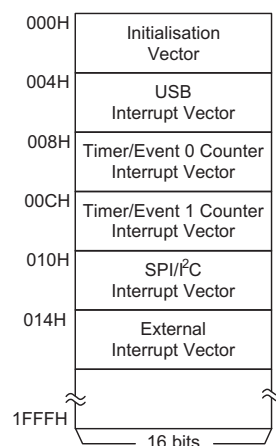 000H
Initialisation
Vector
004H
USB
Interrupt Vector
008H
Timer/Event 0 Counter
Interrupt Vector
00CH
Timer/Event 1 Counter
Interrupt Vector
010H
SPI/I²C
Interrupt Vector
014H
External
Interrupt Vector
1FFFH
16 bits